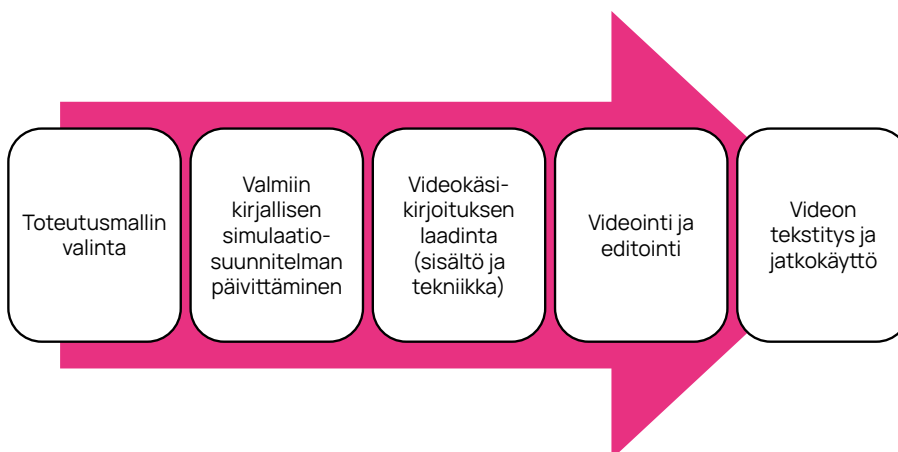 Toteutusmallin
valinta
Valmiin
kirjallisen
simulaatio-
suunnitelman
päivittäminen
Videokäsi-
kirjoituksen
laadinta
(sisältö ja
tekniikka)
Videointi ja
editointi
Videon
tekstitys ja
jatkokäyttö